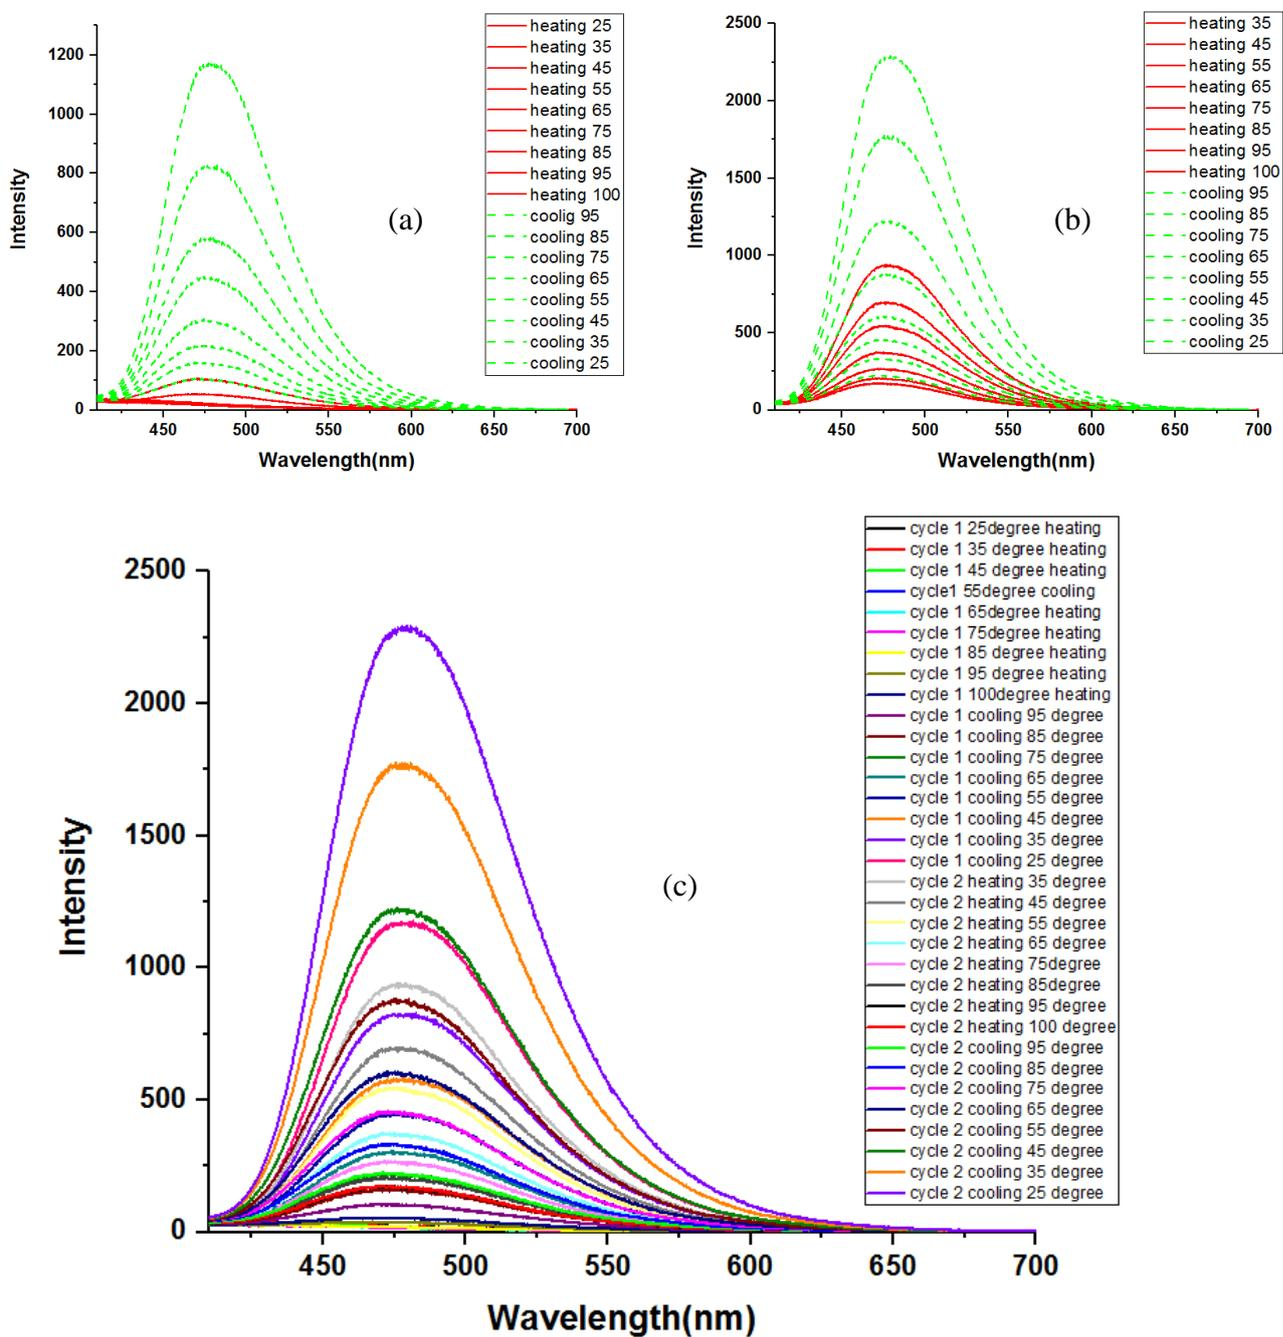 heating 25
heating 35
heating 45
heating 55
heating 65
heating 75
heating 85
heating 95
heating 100
coolig 95
cooling 85
cooling 75
cooling 65
cooling 55
cooling 45
cooling 35
cooling 25
1200
1000
800
600
400
200
0
Intensity
(a)
450 500 550 600 650 700
Wavelength(nm)
heating 35
heating 45
heating 55
heating 65
heating 75
heating 85
heating 95
heating 100
cooling 95
cooling 85
cooling 75
cooling 65
cooling 55
cooling 45
cooling 35
cooling 25
2500
2000
1500
1000
500
0
Intensity
(b)
450 500 550 600 650 700
Wavelength(nm)
cycle 1 25degree heating
cycle 1 35 degree heating
cycle 1 45 degree heating
cycle1 55degree cooling
cycle 1 65degree heating
cycle 1 75degree heating
cycle 1 85 degree heating
cycle 1 95 degree heating
cycle 1 100degree heating
cycle 1 cooling 95 degree
cycle 1 cooling 85 degree
cycle 1 cooling 75 degree
cycle 1 cooling 65 degree
cycle 1 cooling 55 degree
cycle 1 cooling 45 degree
cycle 1 cooling 35 degree
cycle 1 cooling 25 degree
cycle 2 heating 35 degree
cycle 2 heating 45 degree
cycle 2 heating 55 degree
cycle 2 heating 65 degree
cycle 2 heating 75degree
cycle 2 heating 85degree
cycle 2 heating 95 degree
cycle 2 heating 100 degree
cycle 2 cooling 95 degree
cycle 2 cooling 85 degree
cycle 2 cooling 75 degree
cycle 2 cooling 65 degree
cycle 2 cooling 55 degree
cycle 2 cooling 45 degree
cycle 2 cooling 35 degree
cycle 2 cooling 25 degree
2500
2000
1500
1000
500
0
Intensity
(c)
450 500 550 600 650 700
Wavelength(nm)